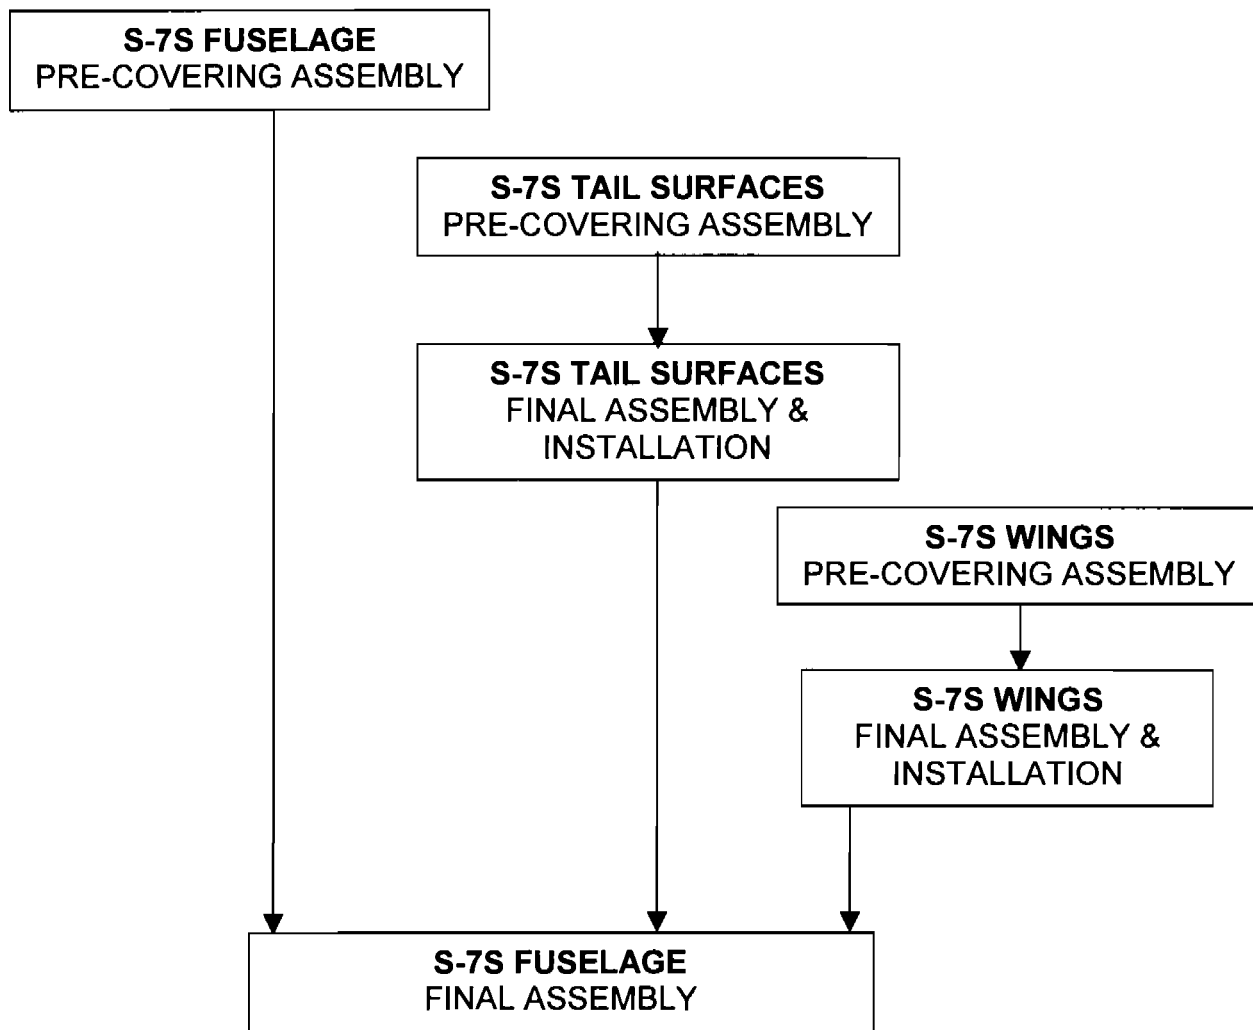 S-7S FUSELAGE
PRE-COVERING ASSEMBLY
S-7S TAIL SURFACES
PRE-COVERING ASSEMBLY
S-7S TAIL SURFACES
FINAL ASSEMBLY &
INSTALLATION
S-7S WINGS
PRE-COVERING ASSEMBLY
S-7S WINGS
FINAL ASSEMBLY &
INSTALLATION
S-7S FUSELAGE
FINAL ASSEMBLY